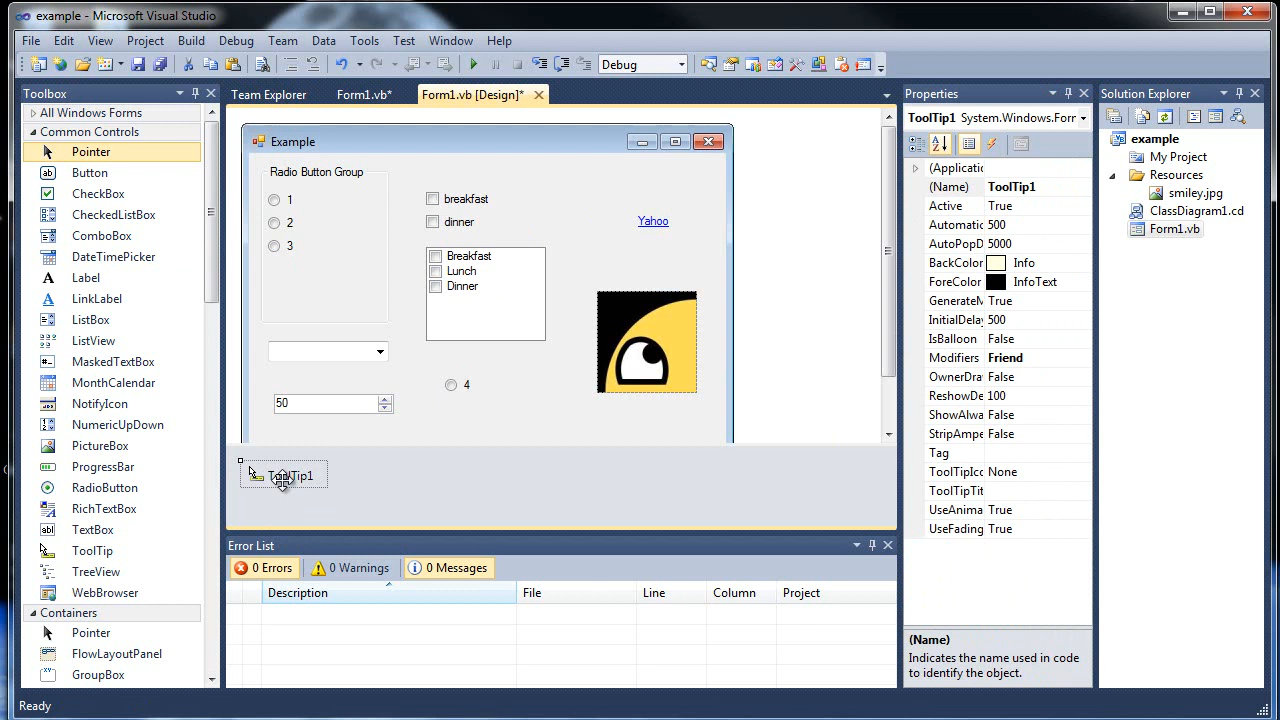 example - Microsoft Visual Studio
File Edit View Project Build Debug Team Data Tools Test Window Help
Debug
Toolbox
All Windows Forms
Common Controls
Pointer
Button
CheckBox
CheckedListBox
ComboBox
DateTimePicker
Label
LinkLabel
ListBox
ListView
MaskedTextBox
MonthCalendar
NotifyIcon
NumericUpDown
PictureBox
ProgressBar
RadioButton
RichTextBox
TextBox
ToolTip
TreeView
WebBrowser
Containers
Pointer
FlowLayoutPanel
GroupBox
Team Explorer Form1.vb* Form1.vb [Design]*
Example
Radio Button Group
1
2
3
breakfast
dinner
Yahoo
Breakfast
Lunch
Dinner
50
4
ToolTip1
Error List
0 Errors 0 Warnings 0 Messages
Description File Line Column Project
Properties
ToolTip1 System.Windows.Forr
(Applicatio
(Name) ToolTip1
Active True
Automatic 500
AutoPopD 5000
BackColor Info
ForeColor InfoText
GenerateM True
InitialDelay 500
IsBalloon False
Modifiers Friend
OwnerDra False
ReshowDe 100
ShowAlwa False
StripAmpe False
Tag
ToolTipIco None
ToolTipTit
UseAnima True
UseFading True
(Name)
Indicates the name used in code
to identify the object.
Solution Explorer
example
My Project
Resources
smiley.jpg
ClassDiagram1.cd
Form1.vb
Ready